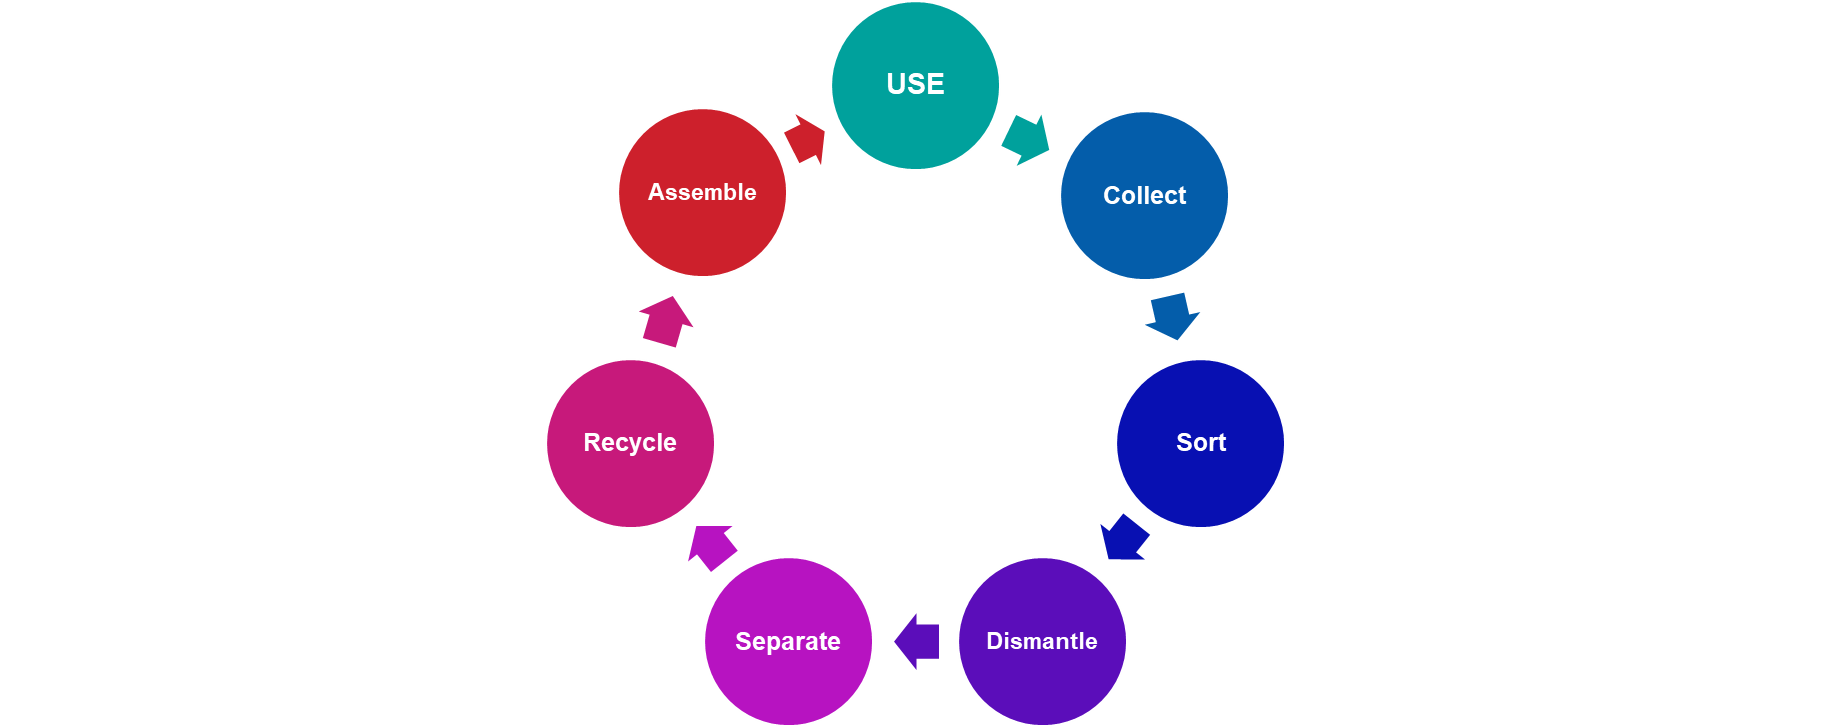 USE
Collect
Sort
Dismantle
Separate
Recycle
Assemble